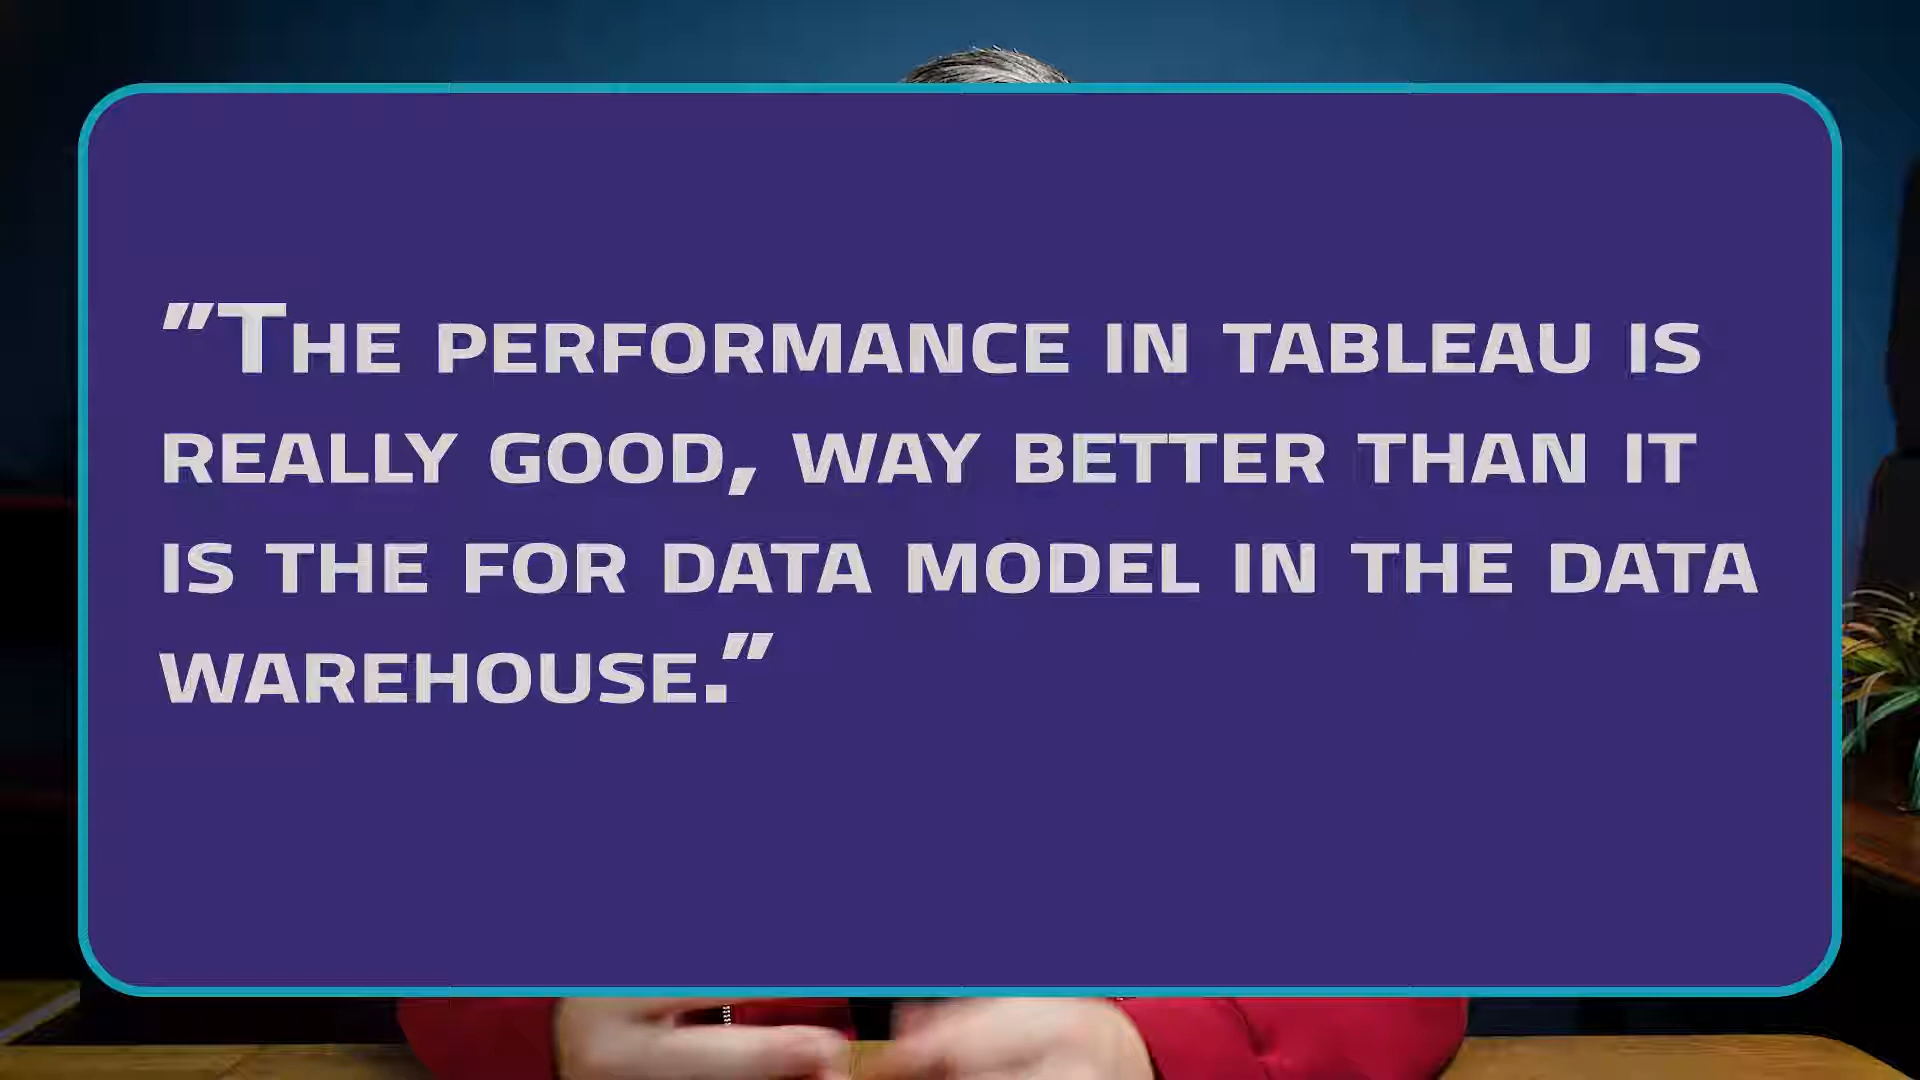 "The performance in tableau is
really good, way better than it
is the for data model in the data
warehouse."